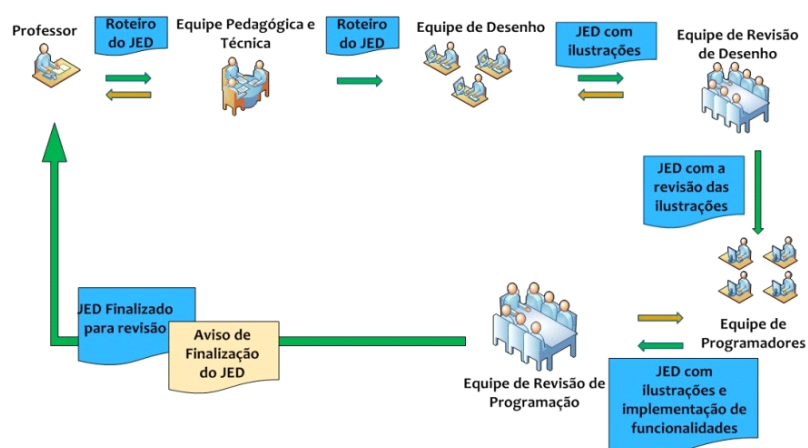 Professor
Roteiro
do JED
Equipe Pedagógica e
Técnica
Roteiro
do JED
Equipe de Desenho
JED com
ilustrações
Equipe de Revisão
de Desenho
JED com a
revisão das
ilustrações
Equipe de
Programadores
JED com
ilustrações e
implementação de
funcionalidades
Equipe de Revisão de
Programação
Aviso de
Finalização
do JED
JED Finalizado
para revisão